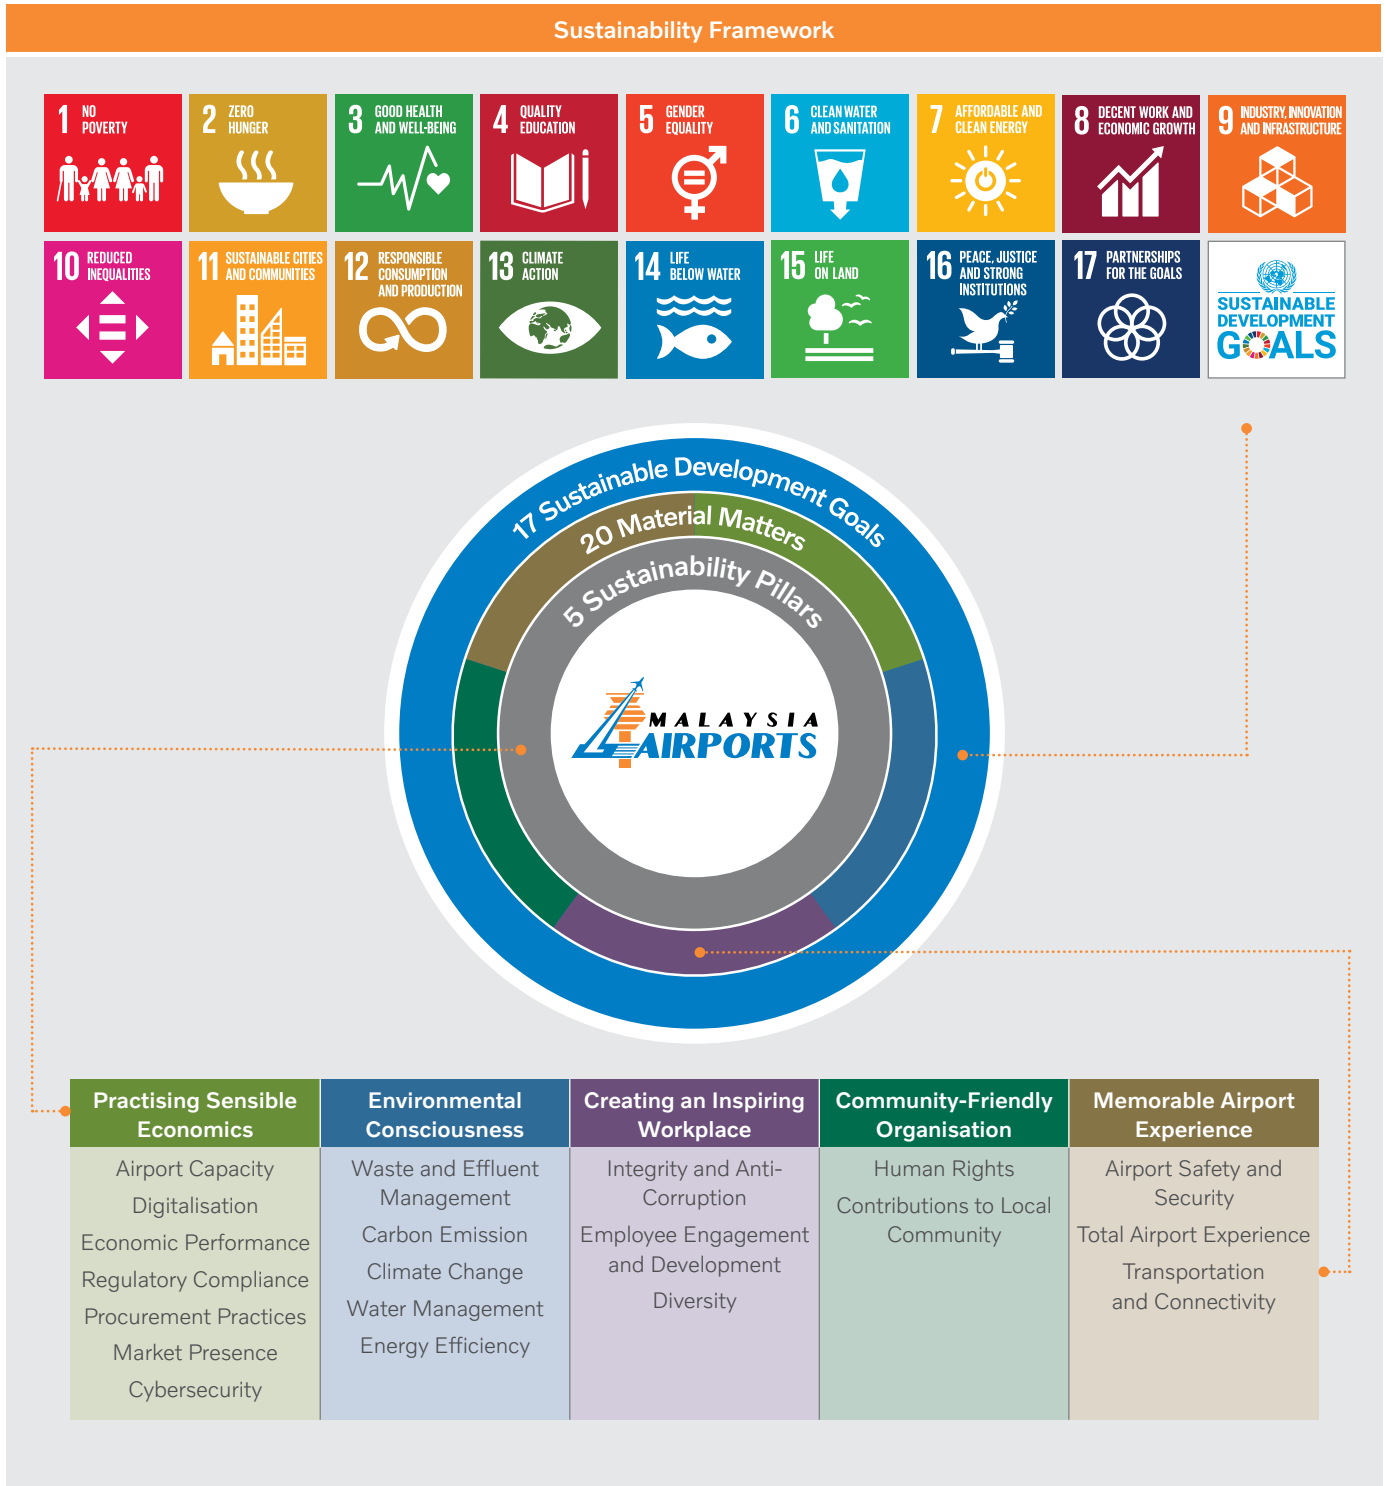 Sustainability Framework
1 NO
POVERTY
2 ZERO
HUNGER
3 GOOD HEALTH
AND WELL-BEING
4 QUALITY
EDUCATION
5 GENDER
EQUALITY
6 CLEAN WATER
AND SANITATION
7 AFFORDABLE AND
CLEAN ENERGY
8 DECENT WORK AND
ECONOMIC GROWTH
9 INDUSTRY, INNOVATION
AND INFRASTRUCTURE
10 REDUCED
INEQUALITIES
11 SUSTAINABLE CITIES
AND COMMUNITIES
12 RESPONSIBLE
CONSUMPTION
AND PRODUCTION
13 CLIMATE
ACTION
14 LIFE
BELOW WATER
15 LIFE
ON LAND
16 PEACE, JUSTICE
AND STRONG
INSTITUTIONS
17 PARTNERSHIPS
FOR THE GOALS
SUSTAINABLE
DEVELOPMENT
GOALS
17 Sustainable Development Goals
20 Material Matters
5 Sustainability Pillars
MALAYSIA
AIRPORTS
Practising Sensible
Economics
Airport Capacity
Digitalisation
Economic Performance
Regulatory Compliance
Procurement Practices
Market Presence
Cybersecurity
Environmental
Consciousness
Waste and Effluent
Management
Carbon Emission
Climate Change
Water Management
Energy Efficiency
Creating an Inspiring
Workplace
Integrity and Anti-
Corruption
Employee Engagement
and Development
Diversity
Community-Friendly
Organisation
Human Rights
Contributions to Local
Community
Memorable Airport
Experience
Airport Safety and
Security
Total Airport Experience
Transportation
and Connectivity